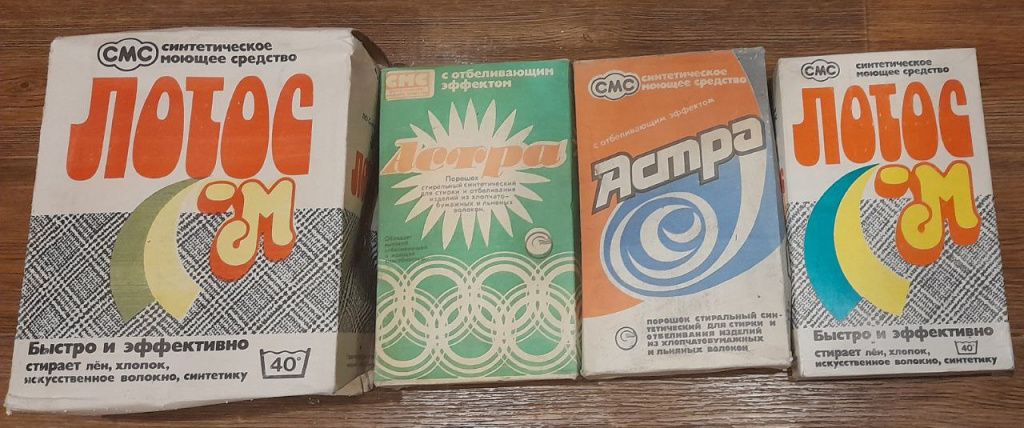 СМС
синтетическое
моющее средство
ЛОТОС
-М
Быстро и эффективно
стирает лён, хлопок,
искусственное волокно, синтетику
40°
СМС
с отбеливающим
эффектом
Астра
Порошок
стиральный синтетический
для стирки и отбеливания
изделий из хлопчато-
бумажных и льняных
волокон.
СМС
синтетическое
моющее средство
с отбеливающим эффектом
Астра
порошок стиральный син-
тетический для стирки и
отбеливания изделий
из хлопчатобумажных
и льняных волокон
СМС
синтетическое
моющее средство
ЛОТОС
-М
Быстро и эффективно
стирает лён, хлопок,
40°
искусственное волокно, синтетику